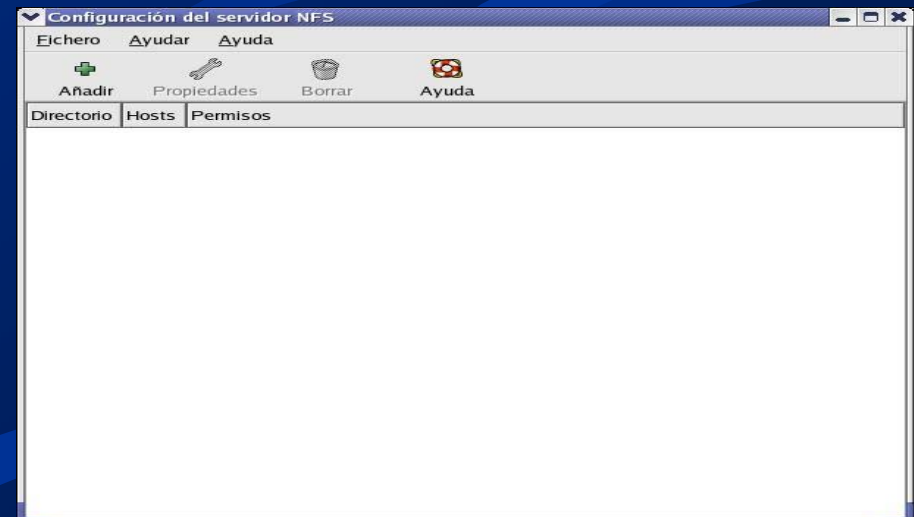 Configuración del servidor NFS
Fichero Ayudar Ayuda
Añadir Propiedades Borrar Ayuda
Directorio Hosts Permisos